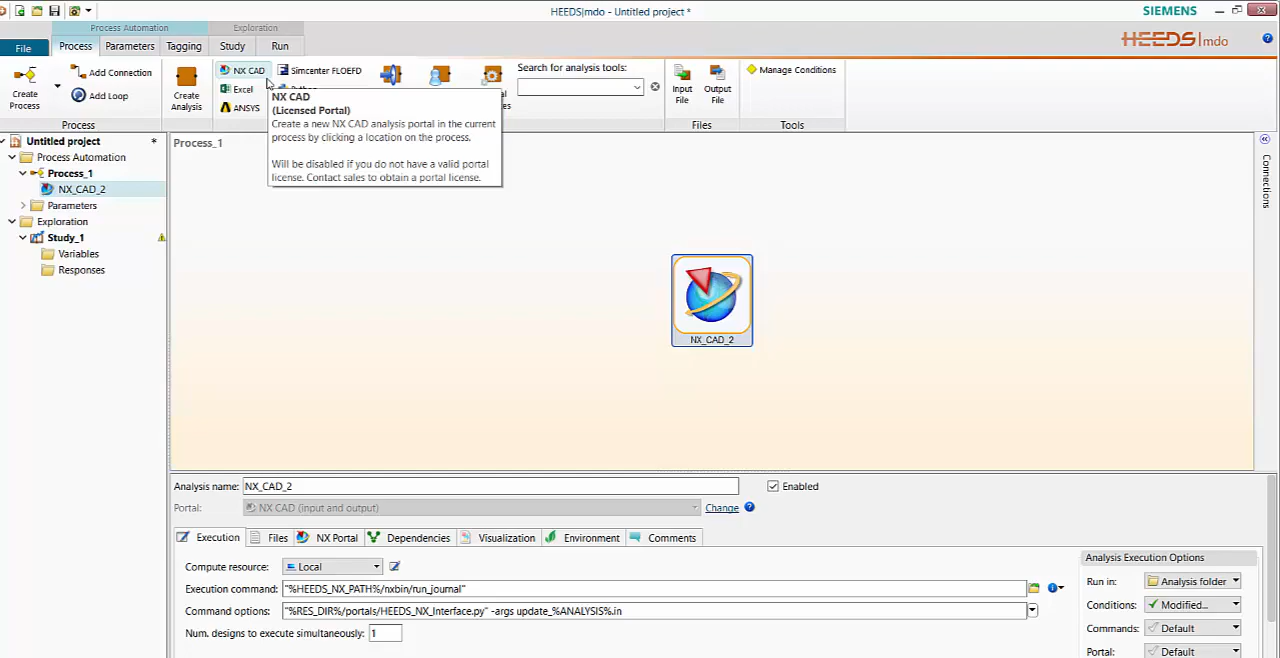 HEEDS|mdo - Untitled project *
SIEMENS
Process Automation
Exploration
File
Process
Parameters
Tagging
Study
Run
HEEDS|mdo
Create
Process
Add Connection
Add Loop
Process
Create
Analysis
NX CAD
Excel
ANSYS
Simcenter FLOEFD
Search for analysis tools:
Input
File
Output
File
Files
Manage Conditions
Tools
NX CAD
(Licensed Portal)
Create a new NX CAD analysis portal in the current
process by clicking a location on the process.
Will be disabled if you do not have a valid portal
license. Contact sales to obtain a portal license.
Untitled project *
Process Automation
Process_1
NX_CAD_2
Parameters
Exploration
Study_1
Variables
Responses
Process_1
NX_CAD_2
Connections
Analysis name: NX_CAD_2
Enabled
Portal: NX CAD (input and output)
Change
Execution
Files
NX Portal
Dependencies
Visualization
Environment
Comments
Compute resource: Local
Execution command: "%HEEDS_NX_PATH%/nxbin/run_journal"
Command options: "%RES_DIR%/portals/HEEDS_NX_Interface.py" -args update_%ANALYSIS%.in
Num. designs to execute simultaneously: 1
Analysis Execution Options
Run in: Analysis folder
Conditions: Modified...
Commands: Default
Portal: Default